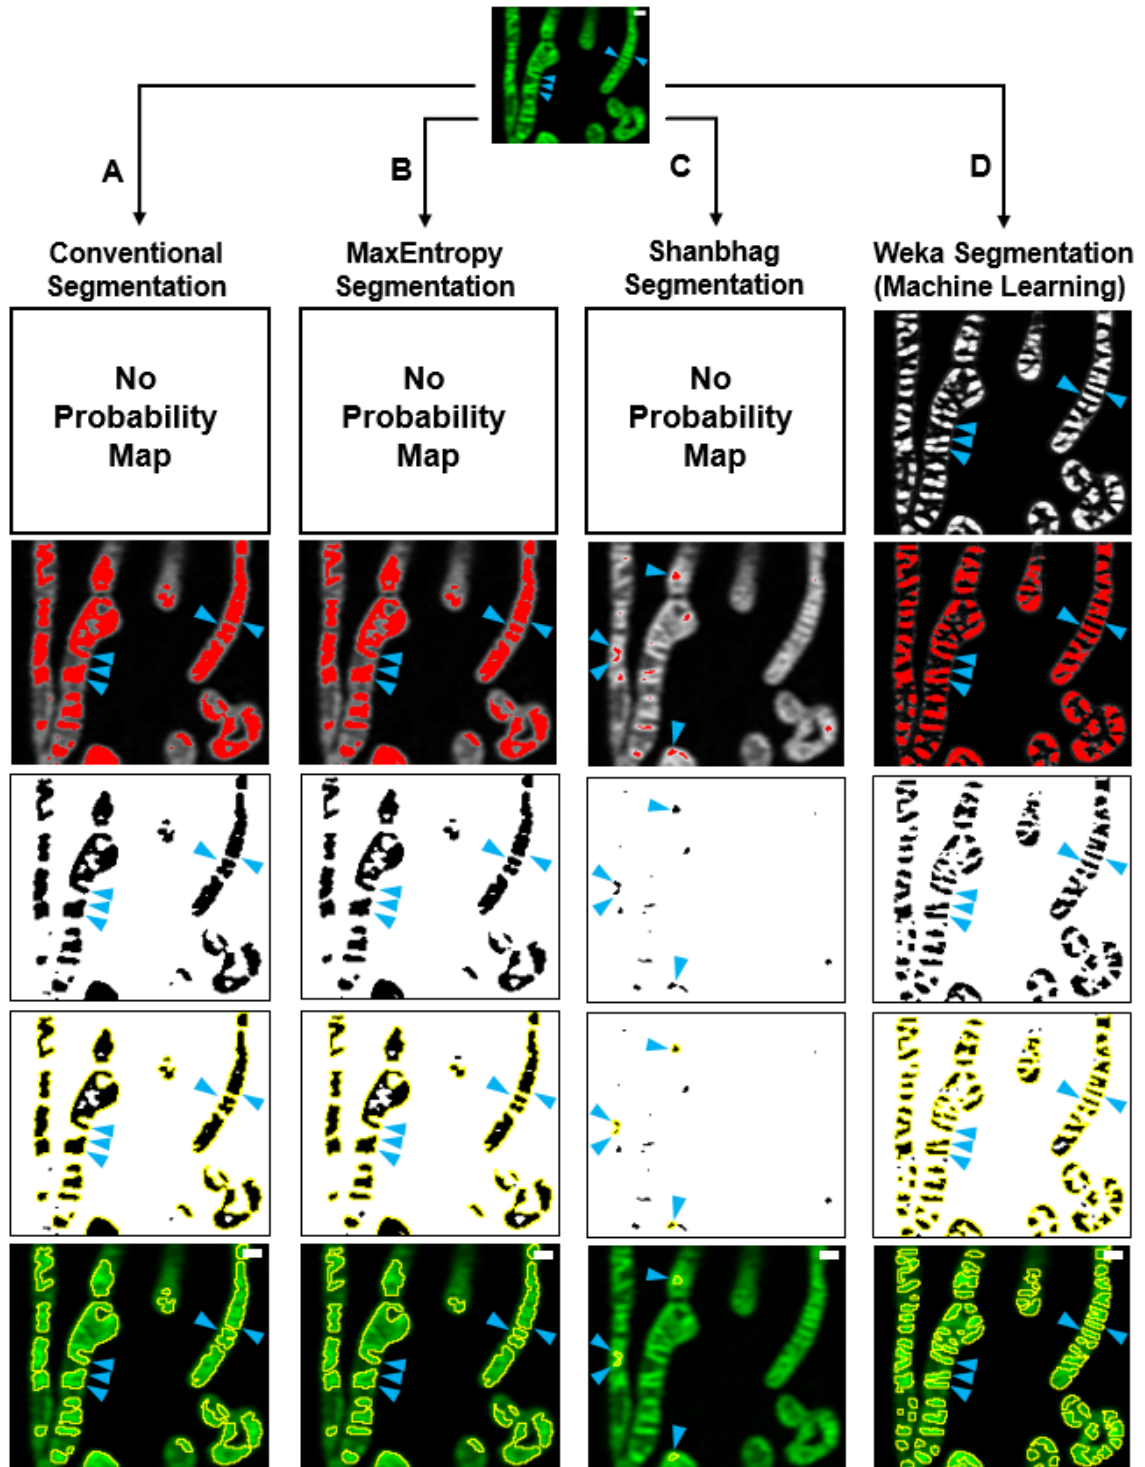 A
B
C
D
Conventional
Segmentation
MaxEntropy
Segmentation
Shanbhag
Segmentation
Weka Segmentation
(Machine Learning)
No
Probability
Map
No
Probability
Map
No
Probability
Map